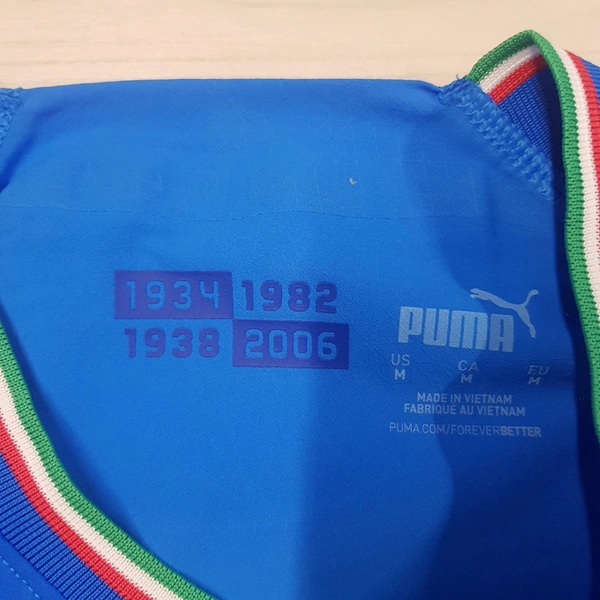 1934 1982
1938 2006
PUMA
US CA EU
M M M
MADE IN VIETNAM
FABRIQUE AU VIETNAM
PUMA.COM/FOREVERBETTER